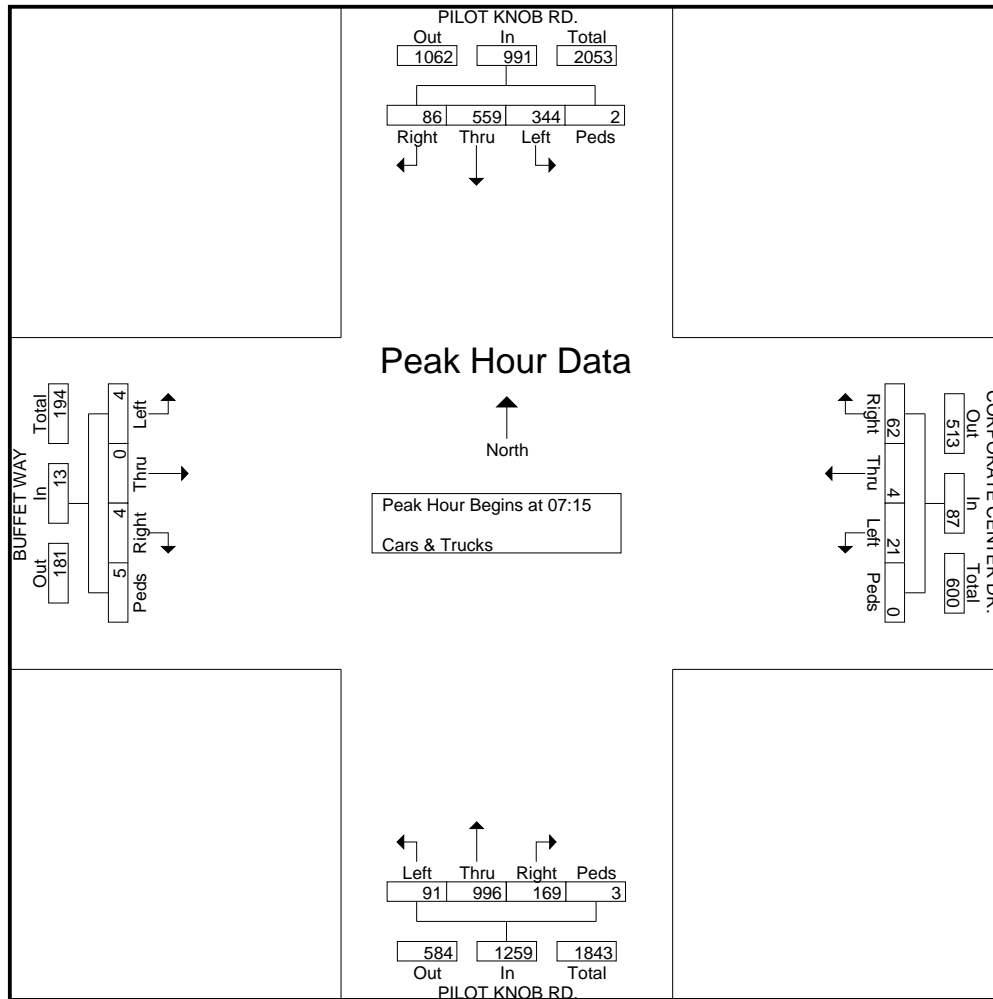 PILOT KNOB RD.
Out In Total
1062 991 2053
86 559 344 2
Right Thru Left Peds
Peak Hour Data
North
Peak Hour Begins at 07:15
Cars & Trucks
BUFFET WAY
Total In Out
194 13 181
4 0 4 5
Left Thru Right Peds
CORPORATE CENTER DR.
Out In Total
513 87 600
62 4 21 0
Right Thru Left Peds
Left Thru Right Peds
91 996 169 3
584 1259 1843
Out In Total
PILOT KNOB RD.